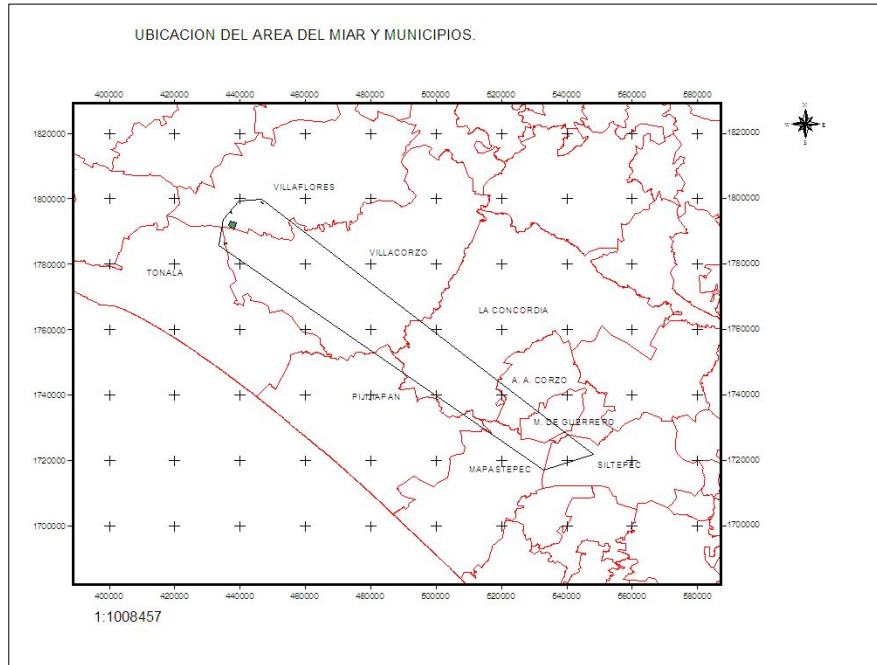 UBICACION DEL AREA DEL MIAR Y MUNICIPIOS.
400000 420000 440000 460000 480000 500000 520000 540000 560000 580000
N
W E
S
1820000 1820000
VILLAFLORES
1800000 1800000
VILLACORZO
1780000 1780000
TONALA
LA CONCORDIA
1760000 1760000
A. A. CORZO
1740000 PIJIJIAPAN 1740000
M. DE GUERRERO
1720000 MAPASTEPEC SILTEPEC 1720000
1700000 1700000
400000 420000 440000 460000 480000 500000 520000 540000 560000 580000
1:1008457